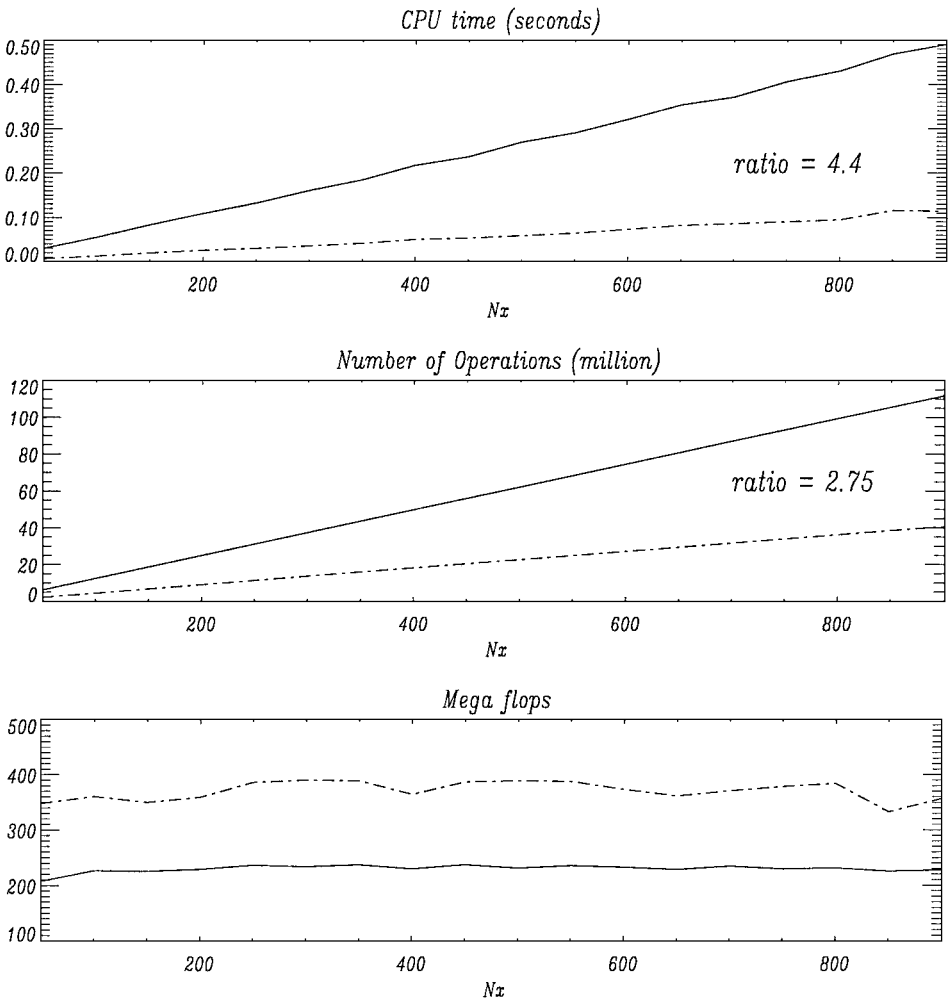 CPU time (seconds)
0.50
0.40
0.30
0.20
0.10
0.00
ratio = 4.4
200 400 600 800
Nx
Number of Operations (million)
120
100
80
60
40
20
0
ratio = 2.75
200 400 600 800
Nx
Mega flops
500
400
300
200
100
200 400 600 800
Nx